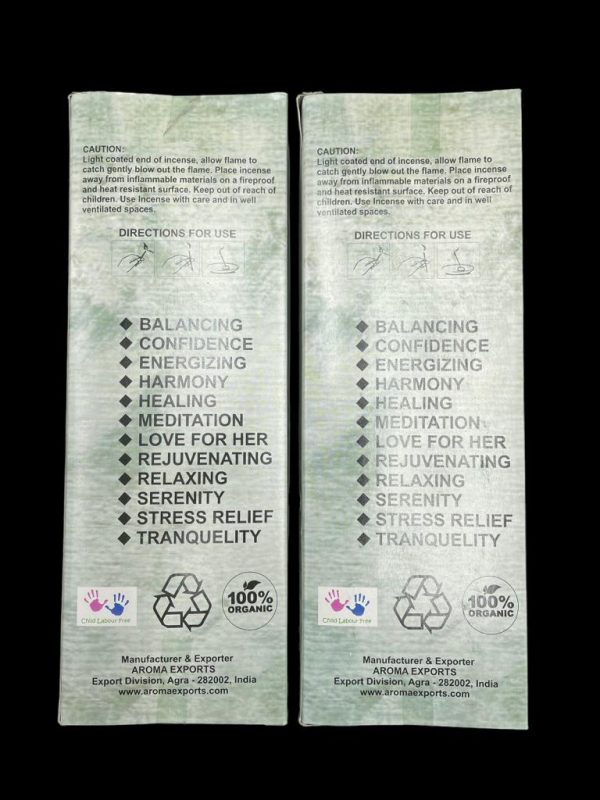 CAUTION:
Light coated end of incense, allow flame to
catch gently blow out the flame. Place incense
away from inflammable materials on a fireproof
and heat resistant surface. Keep out of reach of
children. Use Incense with care and in well
ventilated spaces.
DIRECTIONS FOR USE
BALANCING
CONFIDENCE
ENERGIZING
HARMONY
HEALING
MEDITATION
LOVE FOR HER
REJUVENATING
RELAXING
SERENITY
STRESS RELIEF
TRANQUELITY
Child Labour Free
100%
ORGANIC
Manufacturer & Exporter
AROMA EXPORTS
Export Division, Agra - 282002, India
www.aromaexports.com
CAUTION:
Light coated end of incense, allow flame to
catch gently blow out the flame. Place incense
away from inflammable materials on a fireproof
and heat resistant surface. Keep out of reach of
children. Use Incense with care and in well
ventilated spaces.
DIRECTIONS FOR USE
BALANCING
CONFIDENCE
ENERGIZING
HARMONY
HEALING
MEDITATION
LOVE FOR HER
REJUVENATING
RELAXING
SERENITY
STRESS RELIEF
TRANQUELITY
Child Labour Free
100%
ORGANIC
Manufacturer & Exporter
AROMA EXPORTS
Export Division, Agra - 282002, India
www.aromaexports.com